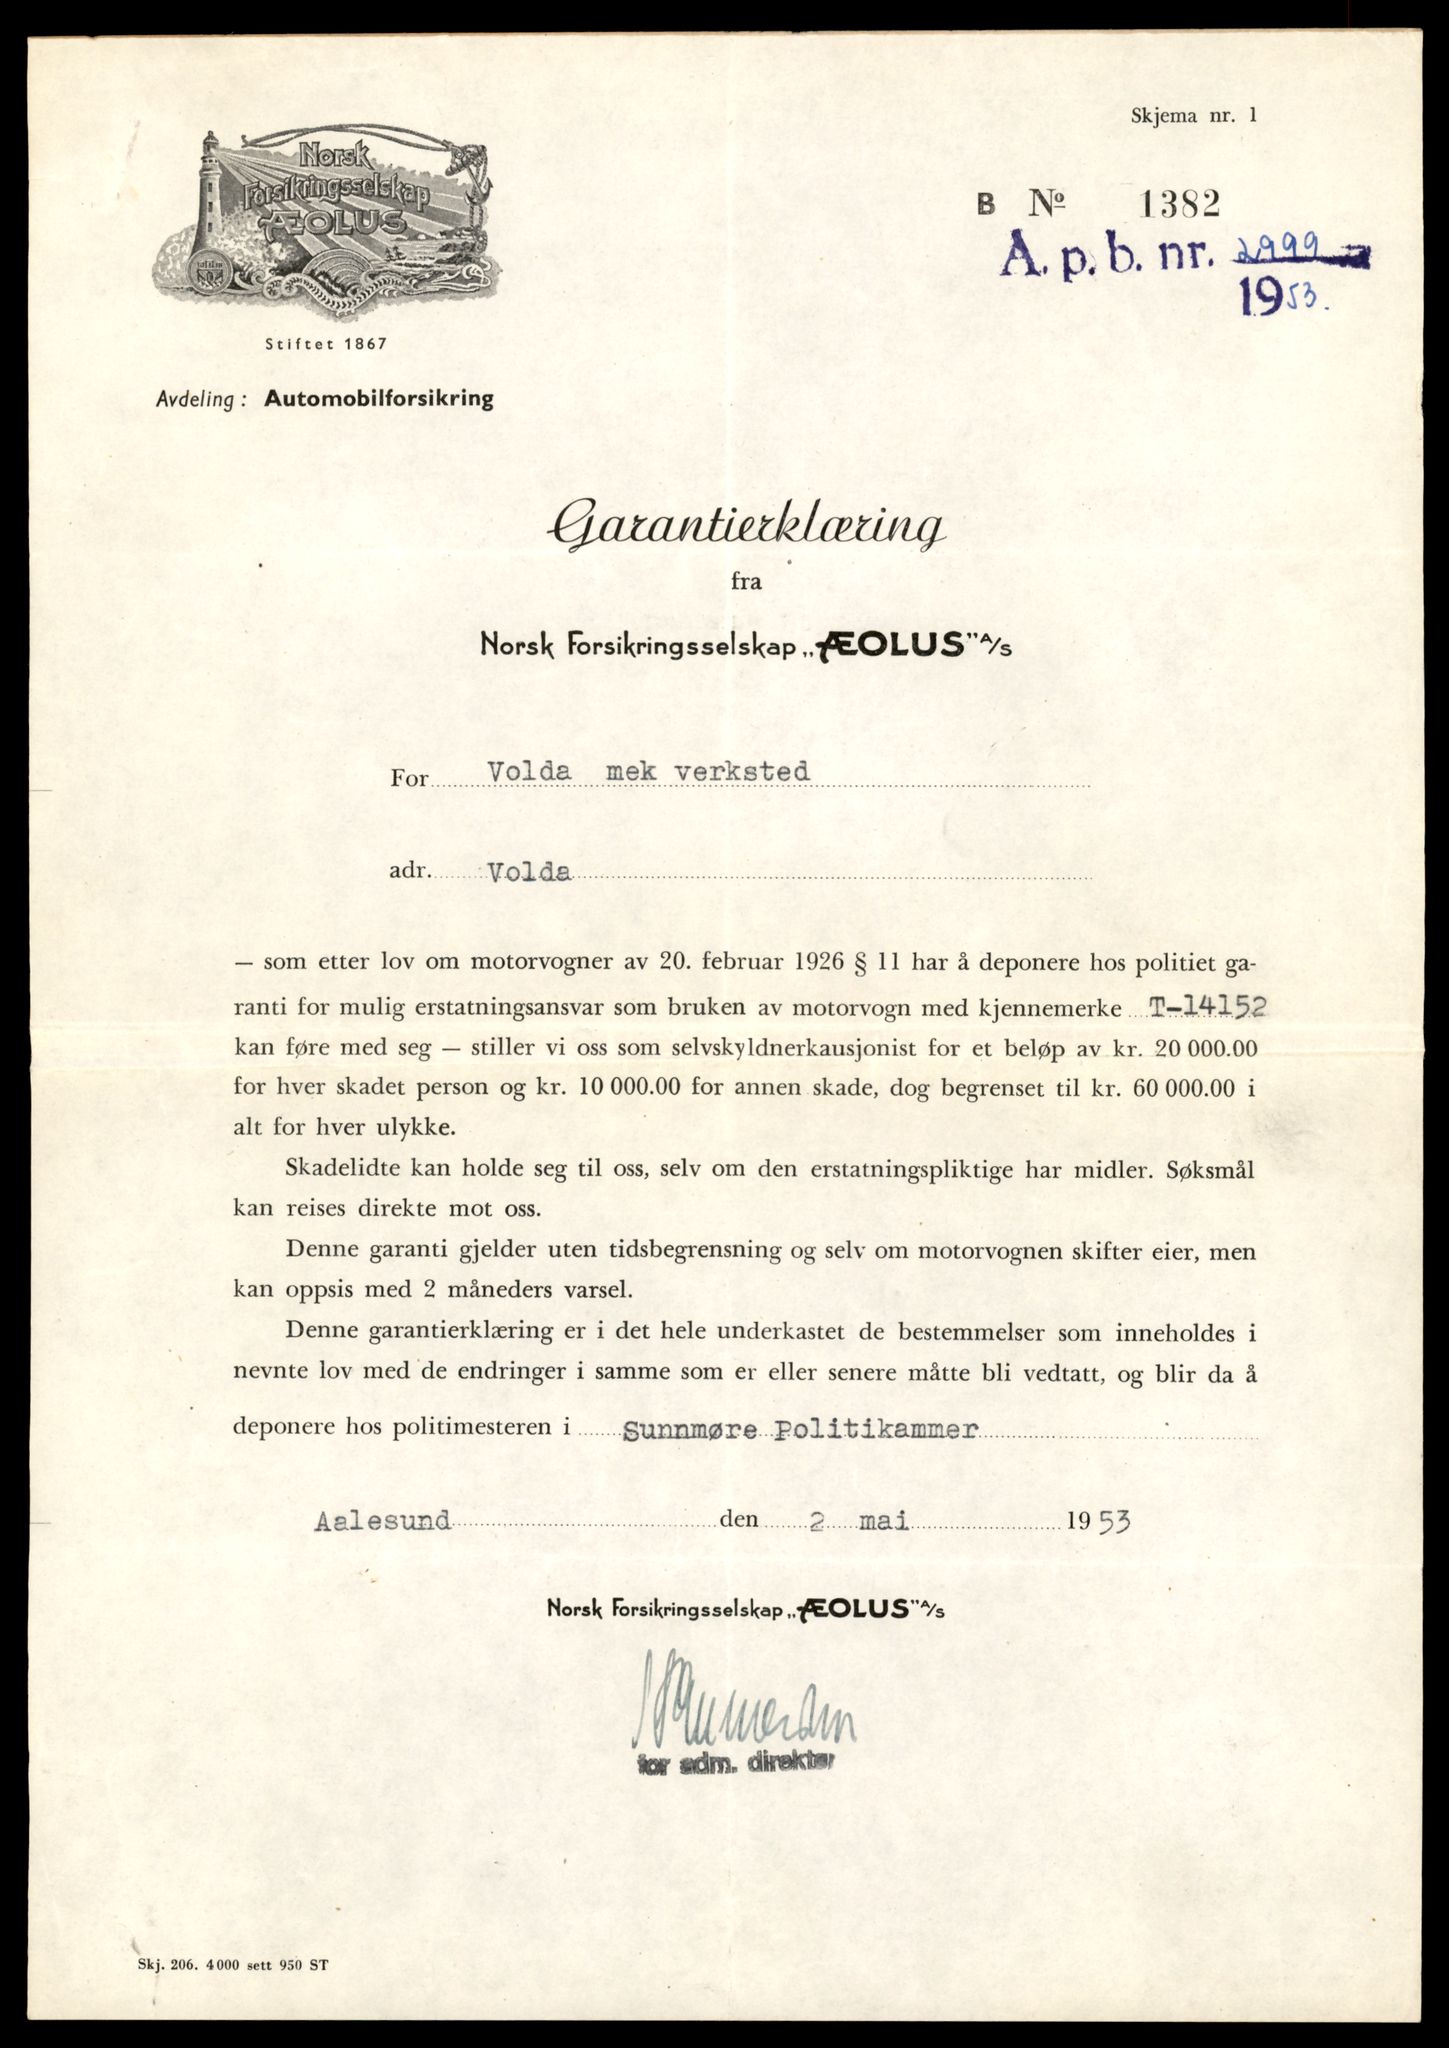 Skjema nr. 1
Norsk
Forsikringsselskap
ÆOLUS
Stiftet 1867
B No 1382
A. p. b. nr. 2999
1953.
Avdeling: Automobilforsikring
Garantierklæring
fra
Norsk Forsikringsselskap „ÆOLUS" A/S
For Volda mek verksted
adr. Volda
— som etter lov om motorvogner av 20. februar 1926 § 11 har å deponere hos politiet ga-
ranti for mulig erstatningsansvar som bruken av motorvogn med kjennemerke T-14152
kan føre med seg — stiller vi oss som selvskyldnerkausjonist for et beløp av kr. 20 000.00
for hver skadet person og kr. 10 000.00 for annen skade, dog begrenset til kr. 60 000.00 i
alt for hver ulykke.
Skadelidte kan holde seg til oss, selv om den erstatningspliktige har midler. Søksmål
kan reises direkte mot oss.
Denne garanti gjelder uten tidsbegrensning og selv om motorvognen skifter eier, men
kan oppsis med 2 måneders varsel.
Denne garantierklæring er i det hele underkastet de bestemmelser som inneholdes i
nevnte lov med de endringer i samme som er eller senere måtte bli vedtatt, og blir da å
deponere hos politimesteren i Sunnmøre Politikammer
Aalesund den 2 mai 1953
Norsk Forsikringsselskap „ÆOLUS" A/S
for adm. direktør
Skj. 206. 4000 sett 950 ST